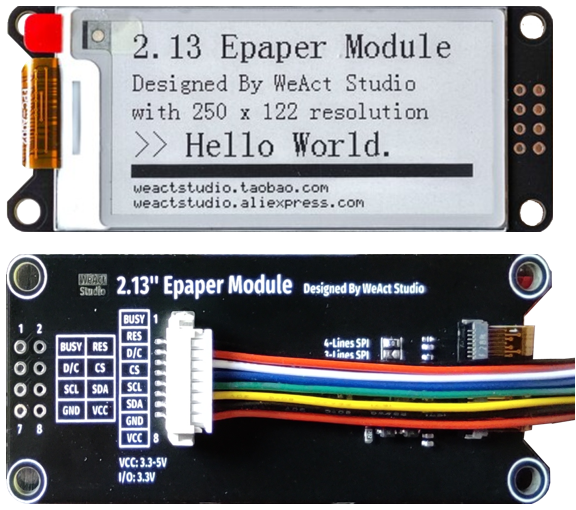 2.13 Epaper Module
Designed By WeAct Studio
with 250 x 122 resolution
>> Hello World.
weactstudio.taobao.com
weactstudio.aliexpress.com
WeAct
Studio
2.13" Epaper Module
Designed By WeAct Studio
1 2
BUSY RES
D/C CS
SCL SDA
GND VCC
7 8
BUSY 1
RES
D/C
CS
SCL
SDA
GND
VCC 8
VCC: 3.3-5V
I/O: 3.3V
4-Lines SPI
3-Lines SPI